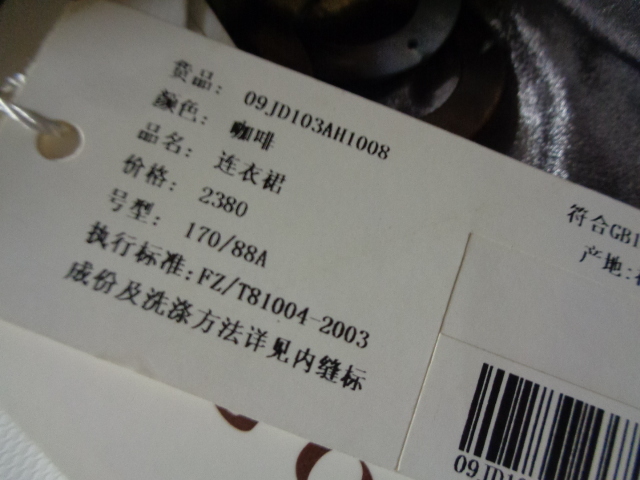 货品: 09JD103AH1008
颜色: 咖啡
品名: 连衣裙
价格: 2380
号型: 170/88A
执行标准:FZ/T81004-2003
成份及洗涤方法详见内缝标
符合GB1
产地:
09JD1